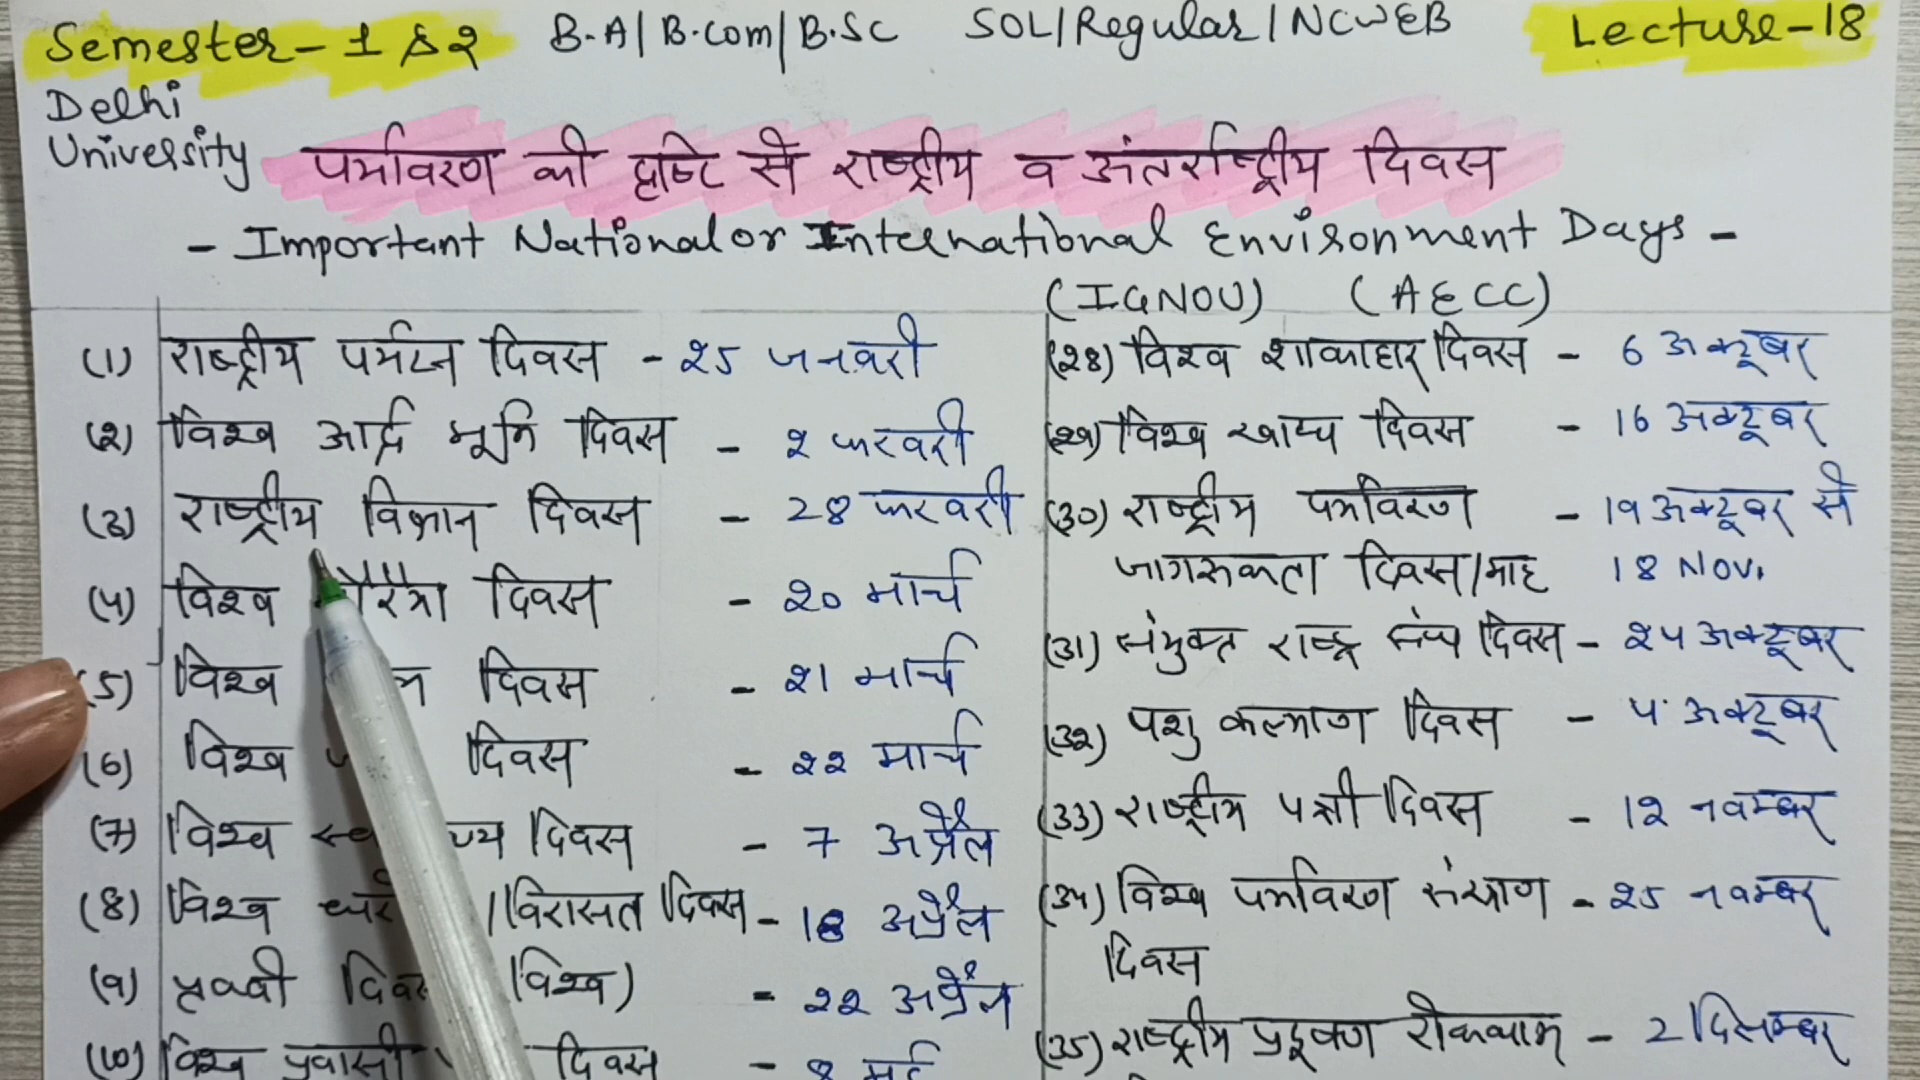 Semester-1 & 2 B.A/B.Com/B.SC SOL/Regular/NCWEB Lecture-18
Delhi
University
पर्यावरण की दृष्टि से राष्ट्रीय व अंतर्राष्ट्रीय दिवस
- Important National or International Environment Days -
(IGNOU) (AECC)
(1) राष्ट्रीय पर्यटन दिवस - 25 जनवरी
(2) विश्व आर्द्र भूमि दिवस - 2 फरवरी
(3) राष्ट्रीय विज्ञान दिवस - 28 फरवरी
(4) विश्व गौरैया दिवस - 20 मार्च
(5) विश्व दिवस - 21 मार्च
(6) विश्व दिवस - 22 मार्च
(7) विश्व स्वास्थ्य दिवस - 7 अप्रैल
(8) विश्व /विरासत दिवस - 18 अप्रैल
(9) पृथ्वी दिवस (विश्व) - 22 अप्रैल
(10) विश्व प्रवासी दिवस - 8 मई
(28) विश्व शाकाहार दिवस - 6 अक्टूबर
(29) विश्व खाद्य दिवस - 16 अक्टूबर
(30) राष्ट्रीय पर्यावरण - 19 अक्टूबर से
जागरूकता दिवस/माह 18 Nov.
(31) संयुक्त राष्ट्र संघ दिवस - 24 अक्टूबर
(32) पशु कल्याण दिवस - 4 अक्टूबर
(33) राष्ट्रीय पक्षी दिवस - 12 नवम्बर
(34) विश्व पर्यावरण संरक्षण - 25 नवम्बर
दिवस
(35) राष्ट्रीय प्रदूषण रोकथाम - 2 दिसम्बर